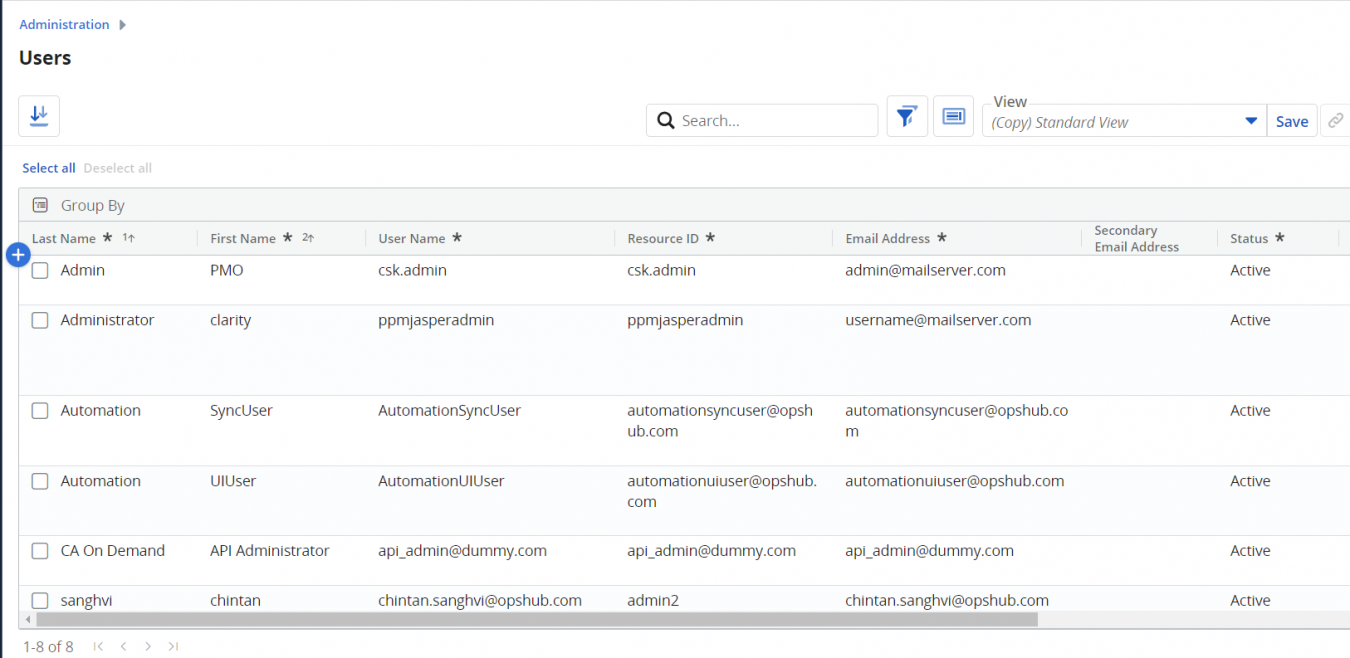 Administration
Users
Search...
View
(Copy) Standard View
Save
Select all Deselect all
Group By
Last Name * 1↑ First Name * 2↑ User Name * Resource ID * Email Address * Secondary Email Address Status *
Admin PMO csk.admin csk.admin admin@mailserver.com Active
Administrator clarity ppmjasperadmin ppmjasperadmin username@mailserver.com Active
Automation SyncUser AutomationSyncUser automationsyncuser@opsh automationsyncuser@opshub.co Active
ub.com m
Automation UIUser AutomationUIUser automationuiuser@opshub. automationuiuser@opshub.com Active
com
CA On Demand API Administrator api_admin@dummy.com api_admin@dummy.com api_admin@dummy.com Active
sanghvi chintan chintan.sanghvi@opshub.com admin2 chintan.sanghvi@opshub.com Active
1-8 of 8